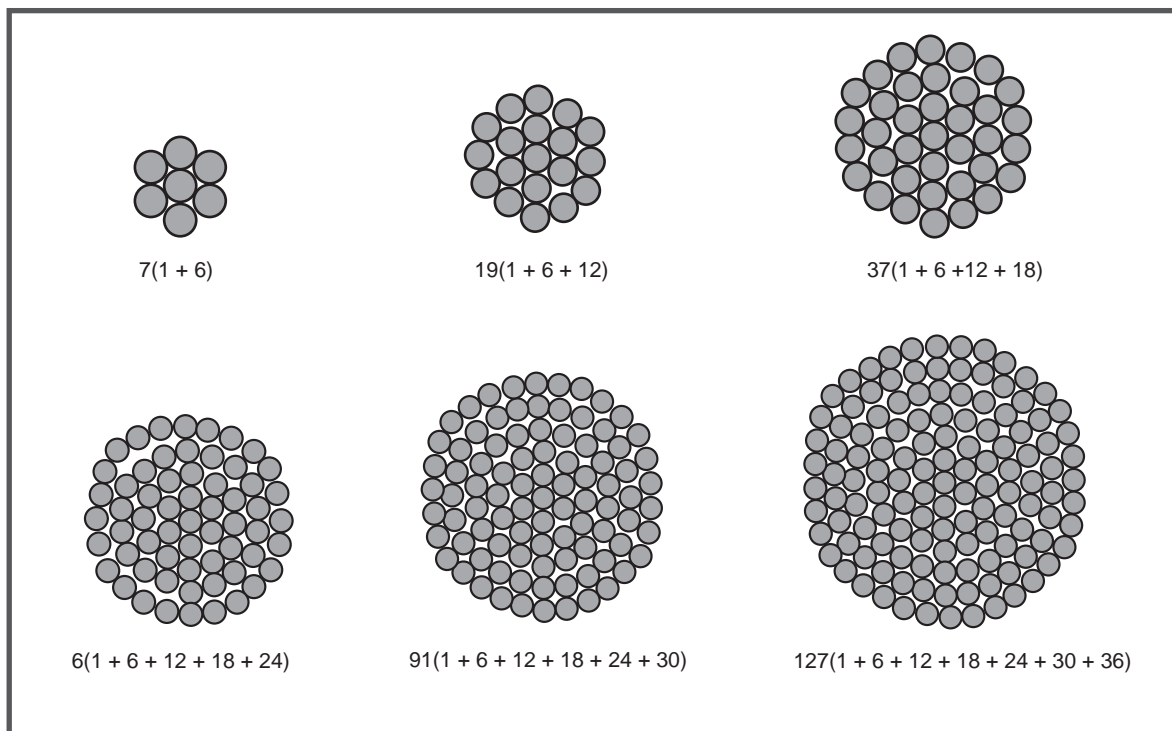 7(1 + 6)
19(1 + 6 + 12)
37(1 + 6 +12 + 18)
6(1 + 6 + 12 + 18 + 24)
91(1 + 6 + 12 + 18 + 24 + 30)
127(1 + 6 + 12 + 18 + 24 + 30 + 36)